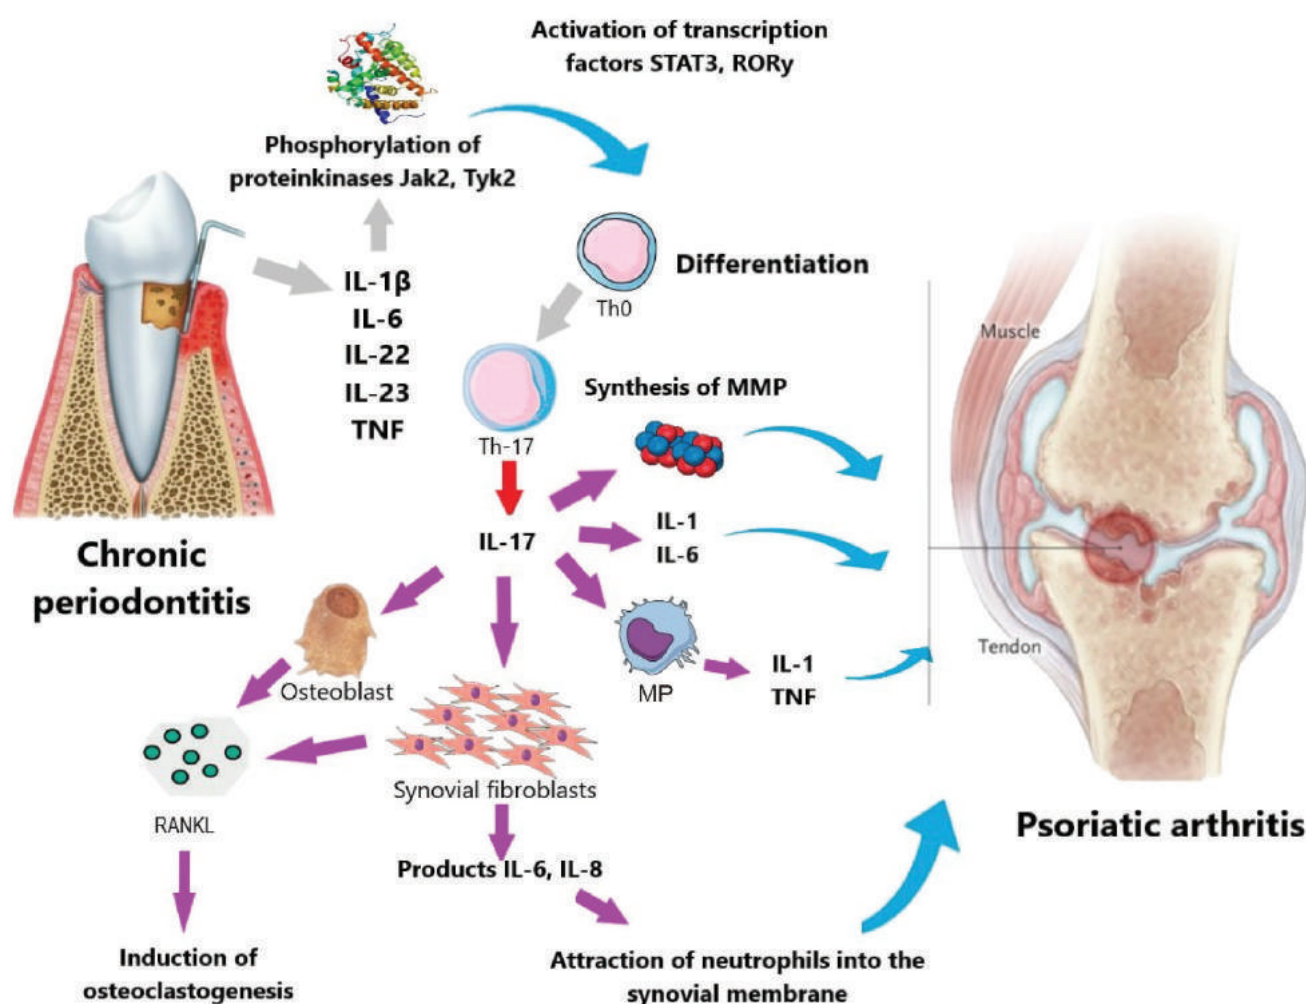 Activation of transcription
factors STAT3, RORy
Phosphorylation of
proteinkinases Jak2, Tyk2
IL-1β
IL-6
IL-22
IL-23
TNF
Th0
Differentiation
Th-17
Synthesis of MMP
IL-17
IL-1
IL-6
Chronic
periodontitis
Osteoblast
MP
IL-1
TNF
Muscle
Tendon
RANKL
Synovial fibroblasts
Psoriatic arthritis
Products IL-6, IL-8
Induction of
osteoclastogenesis
Attraction of neutrophils into the
synovial membrane